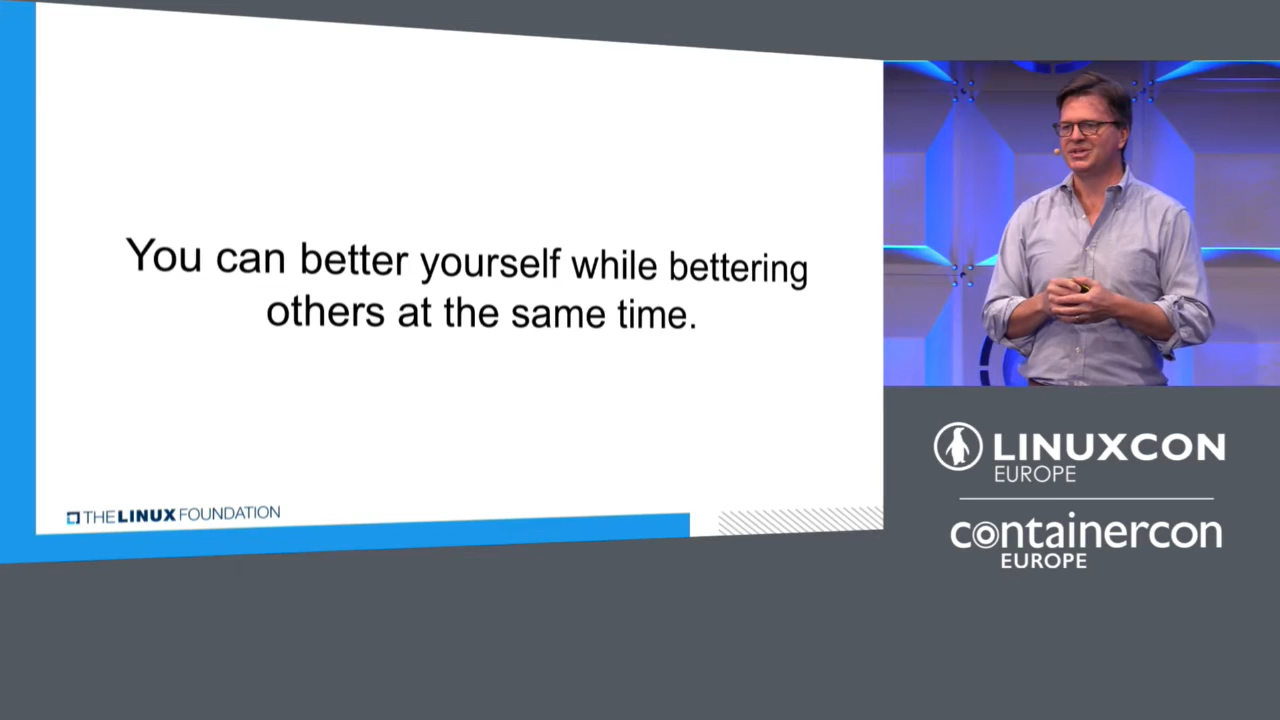 You can better yourself while bettering
others at the same time.
THE LINUX FOUNDATION
LINUXCON
EUROPE
containercon
EUROPE